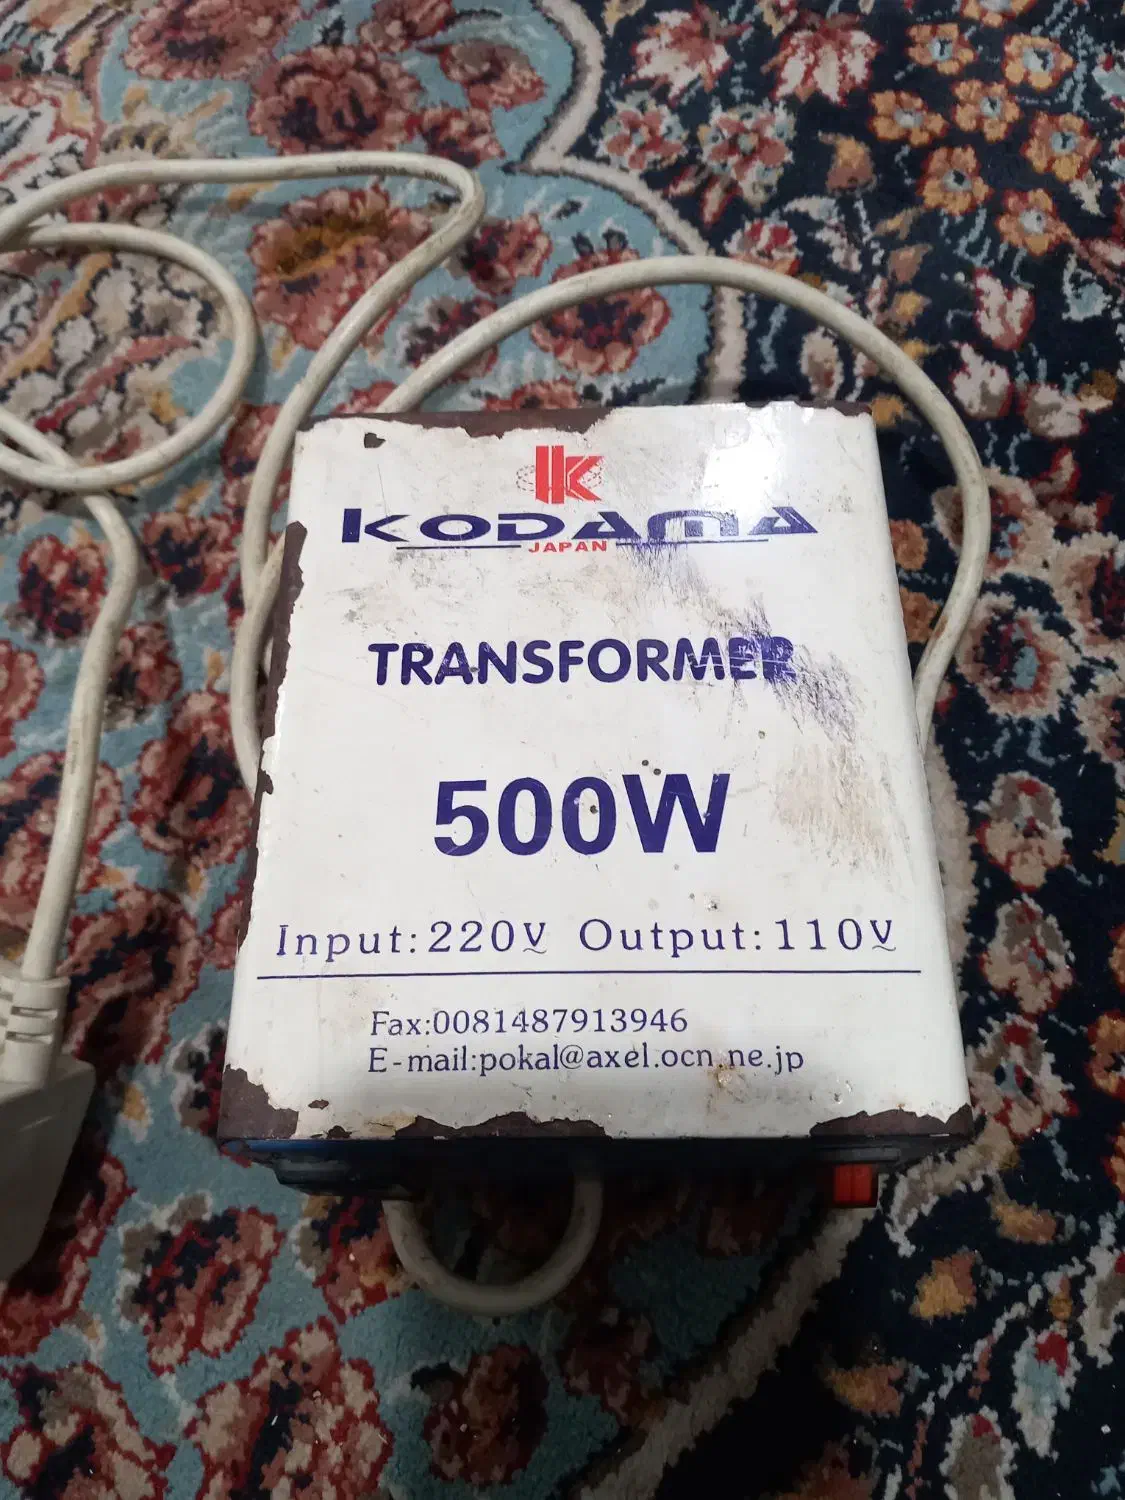 K
KODAMA
JAPAN
TRANSFORMER
500W
Input:220V Output:110V
Fax:0081487913946
E-mail:pokal@axel.ocn.ne.jp